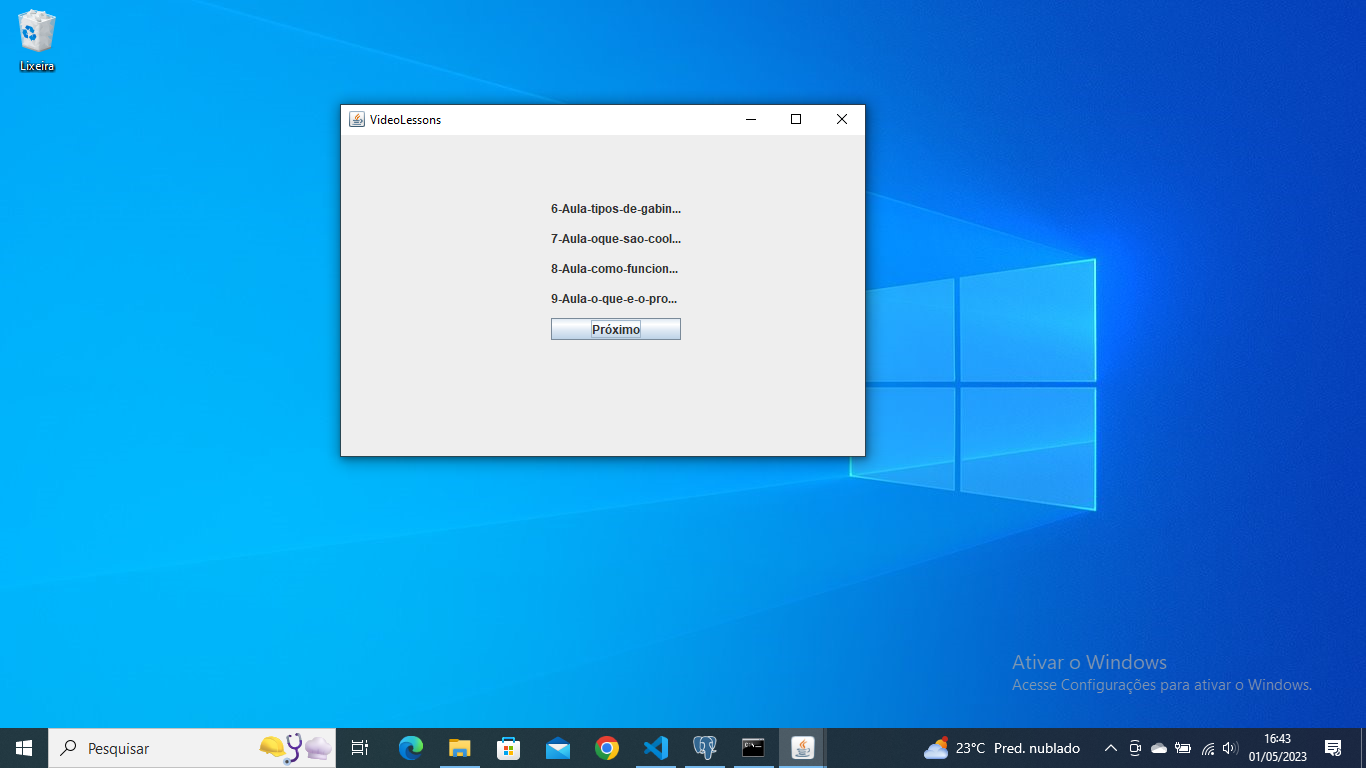 Lixeira
VideoLessons
6-Aula-tipos-de-gabin...
7-Aula-oque-sao-cool...
8-Aula-como-funcion...
9-Aula-o-que-e-o-pro...
Próximo
Ativar o Windows
Acesse Configurações para ativar o Windows.
Pesquisar
23°C Pred. nublado
16:43
01/05/2023